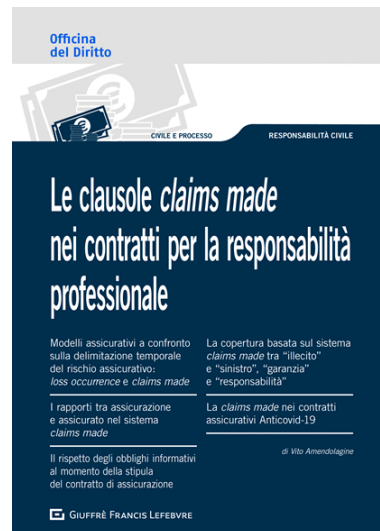 Officina
del Diritto
CIVILE E PROCESSO
RESPONSABILITÀ CIVILE
Le clausole claims made
nei contratti per la responsabilità
professionale
Modelli assicurativi a confronto
sulla delimitazione temporale
del rischio assicurativo:
loss occurrence e claims made
I rapporti tra assicurazione
e assicurato nel sistema
claims made
Il rispetto degli obblighi informativi
al momento della stipula
del contratto di assicurazione
La copertura basata sul sistema
claims made tra “illecito”
e “sinistro”, “garanzia”
e “responsabilità”
La claims made nei contratti
assicurativi Anticovid-19
di Vito Amendolagine
GIUFFRÈ FRANCIS LEFEBVRE